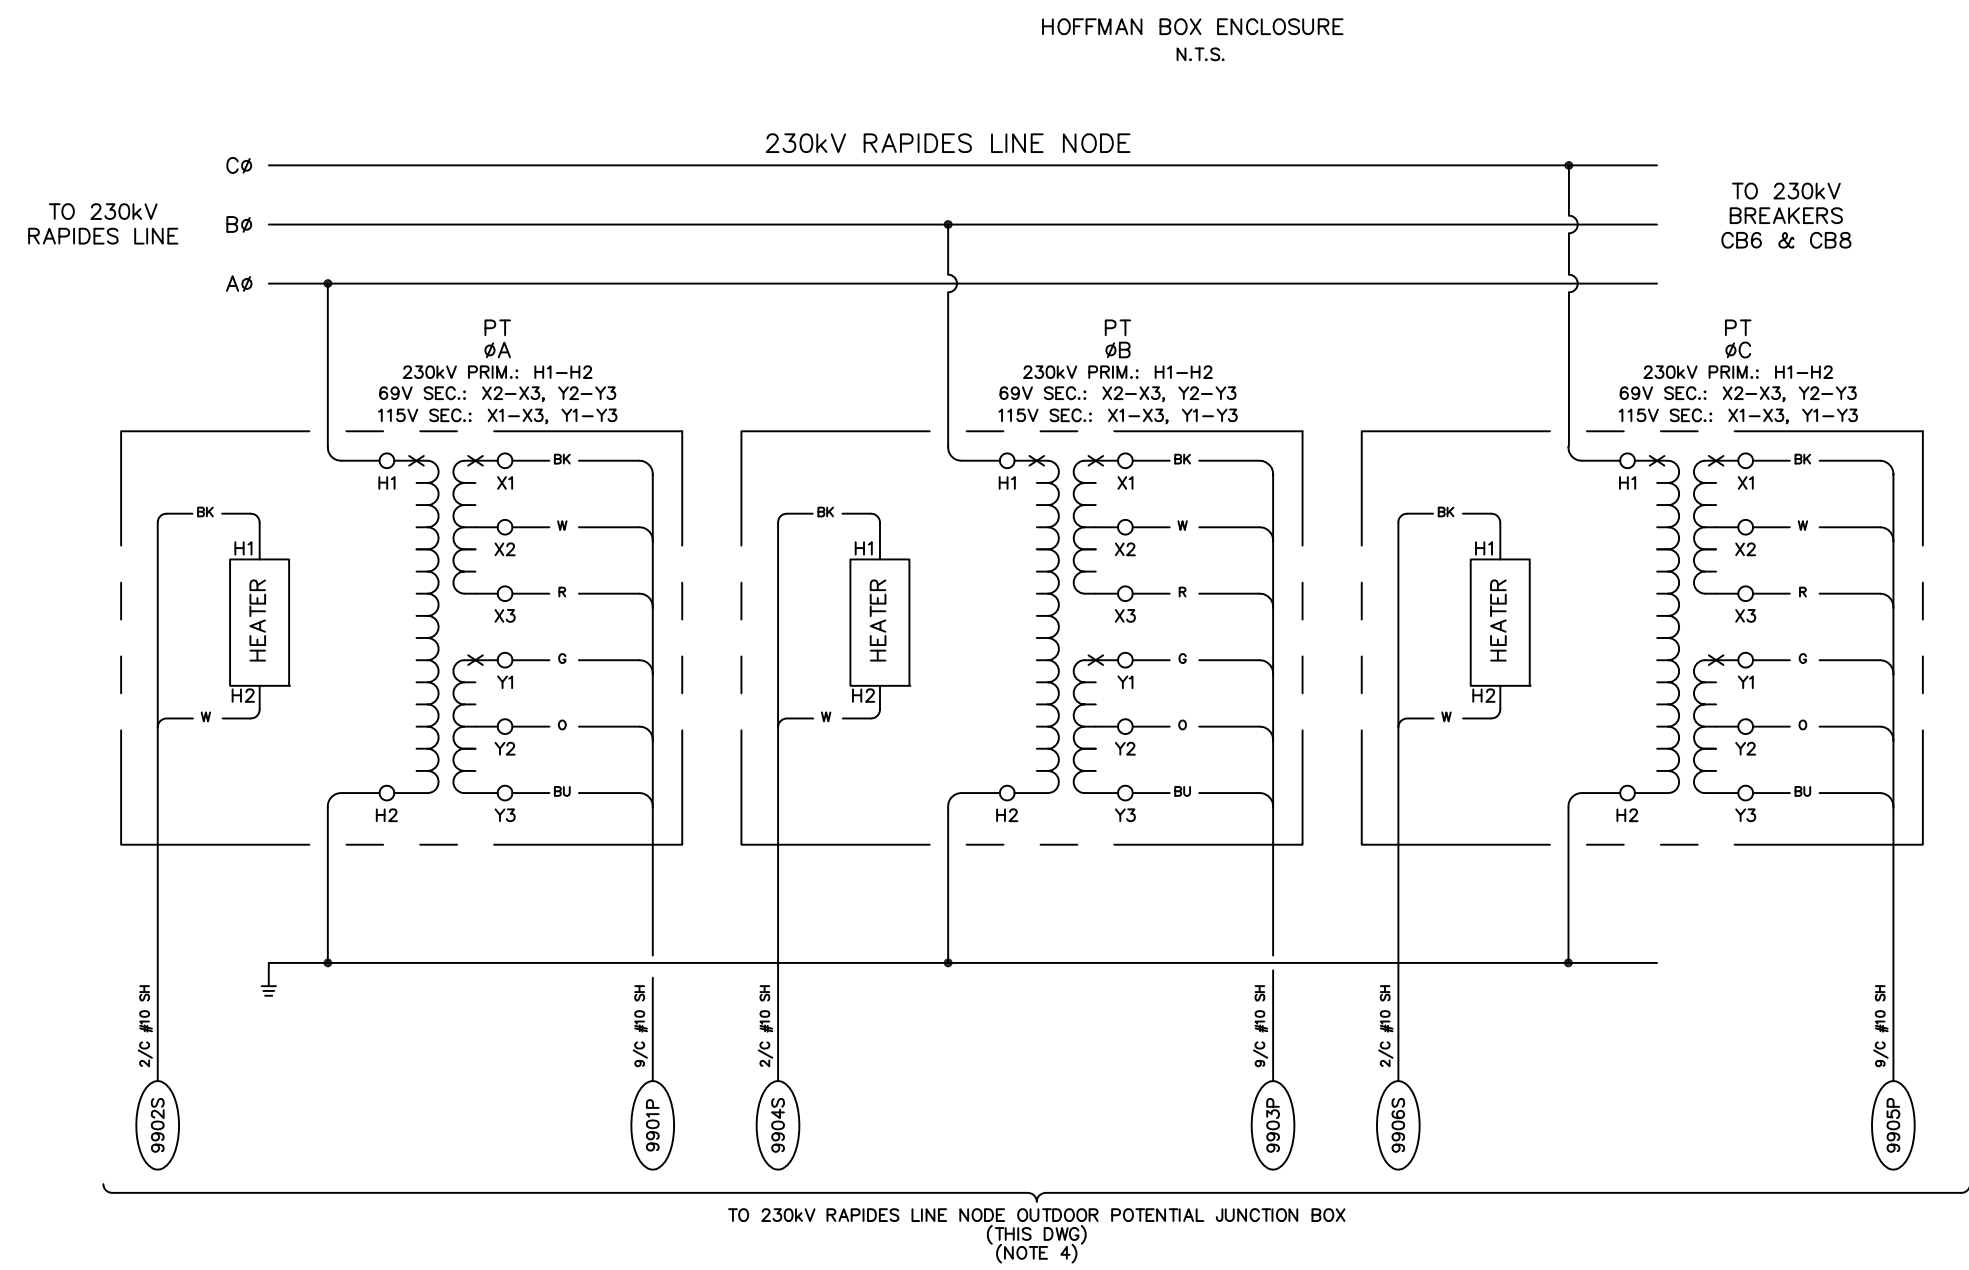 HOFFMAN BOX ENCLOSURE
N.T.S.
230kV RAPIDES LINE NODE
CØ
BØ
AØ
TO 230kV
RAPIDES LINE
TO 230kV
BREAKERS
CB6 & CB8
PT
ØA
230kV PRIM.: H1-H2
69V SEC.: X2-X3, Y2-Y3
115V SEC.: X1-X3, Y1-Y3
PT
ØB
230kV PRIM.: H1-H2
69V SEC.: X2-X3, Y2-Y3
115V SEC.: X1-X3, Y1-Y3
PT
ØC
230kV PRIM.: H1-H2
69V SEC.: X2-X3, Y2-Y3
115V SEC.: X1-X3, Y1-Y3
BK
H1
HEATER
H2
W
H1
H2
X1
BK
X2
W
X3
R
Y1
G
Y2
O
Y3
BU
BK
H1
HEATER
H2
W
H1
H2
X1
BK
X2
W
X3
R
Y1
G
Y2
O
Y3
BU
BK
H1
HEATER
H2
W
H1
H2
X1
BK
X2
W
X3
R
Y1
G
Y2
O
Y3
BU
2/C #10 SH
9902S
9/C #10 SH
9901P
2/C #10 SH
9904S
9/C #10 SH
9903P
2/C #10 SH
9906S
9/C #10 SH
9905P
TO 230kV RAPIDES LINE NODE OUTDOOR POTENTIAL JUNCTION BOX
(THIS DWG)
(NOTE 4)